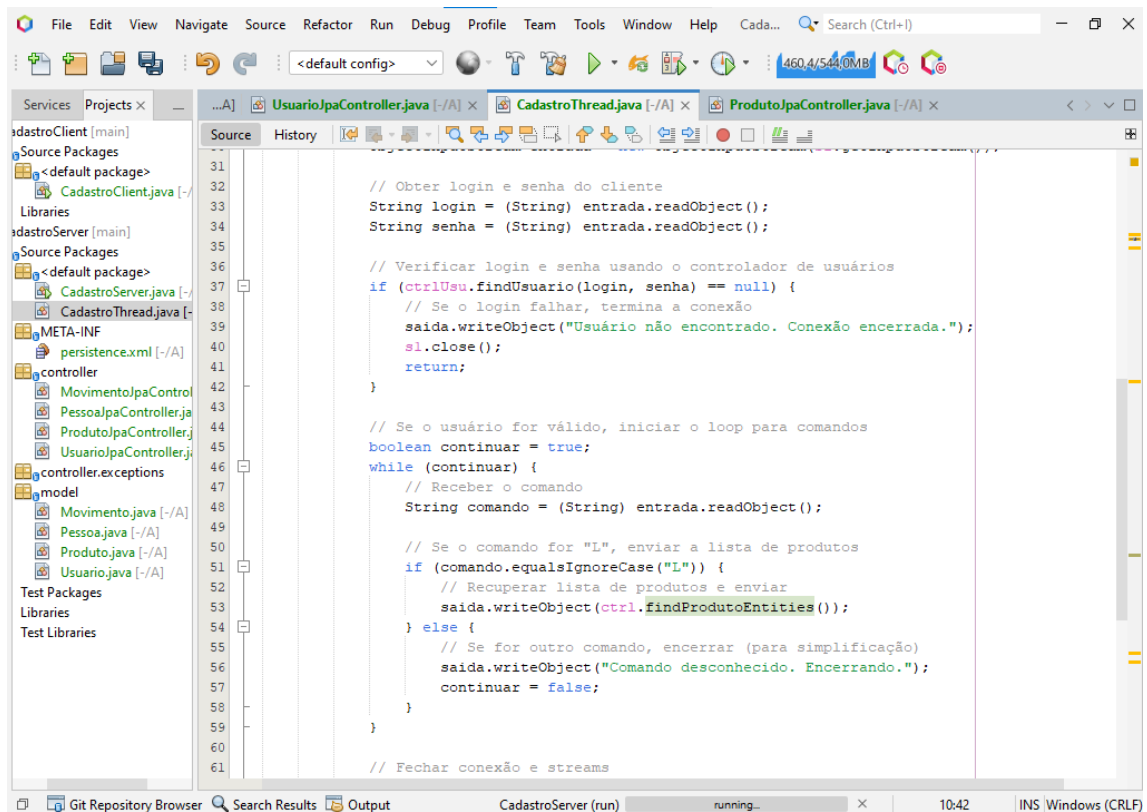 File Edit View Navigate Source Refactor Run Debug Profile Team Tools Window Help Cada... Search (Ctrl+I)
<default config> 460,4/544,0MB
Services Projects ...A] UsuarioJpaController.java [-/A] CadastroThread.java [-/A] ProdutoJpaController.java [-/A]
Source History
adastroClient [main]
Source Packages
<default package>
CadastroClient.java [-/
Libraries
adastroServer [main]
Source Packages
<default package>
CadastroServer.java [-/
CadastroThread.java [-
META-INF
persistence.xml [-/A]
controller
MovimentoJpaControl
PessoaJpaController.ja
ProdutoJpaController.j
UsuarioJpaController.ja
controller.exceptions
model
Movimento.java [-/A]
Pessoa.java [-/A]
Produto.java [-/A]
Usuario.java [-/A]
Test Packages
Libraries
Test Libraries
31
32 // Obter login e senha do cliente
33 String login = (String) entrada.readObject();
34 String senha = (String) entrada.readObject();
35
36 // Verificar login e senha usando o controlador de usuários
37 if (ctrlUsu.findUsuario(login, senha) == null) {
38 // Se o login falhar, termina a conexão
39 saida.writeObject("Usuário não encontrado. Conexão encerrada.");
40 s1.close();
41 return;
42 }
43
44 // Se o usuário for válido, iniciar o loop para comandos
45 boolean continuar = true;
46 while (continuar) {
47 // Receber o comando
48 String comando = (String) entrada.readObject();
49
50 // Se o comando for "L", enviar a lista de produtos
51 if (comando.equalsIgnoreCase("L")) {
52 // Recuperar lista de produtos e enviar
53 saida.writeObject(ctrl.findProdutoEntities());
54 } else {
55 // Se for outro comando, encerrar (para simplificação)
56 saida.writeObject("Comando desconhecido. Encerrando.");
57 continuar = false;
58 }
59 }
60
61 // Fechar conexão e streams
Git Repository Browser Search Results Output CadastroServer (run) running... 10:42 INS Windows (CRLF)